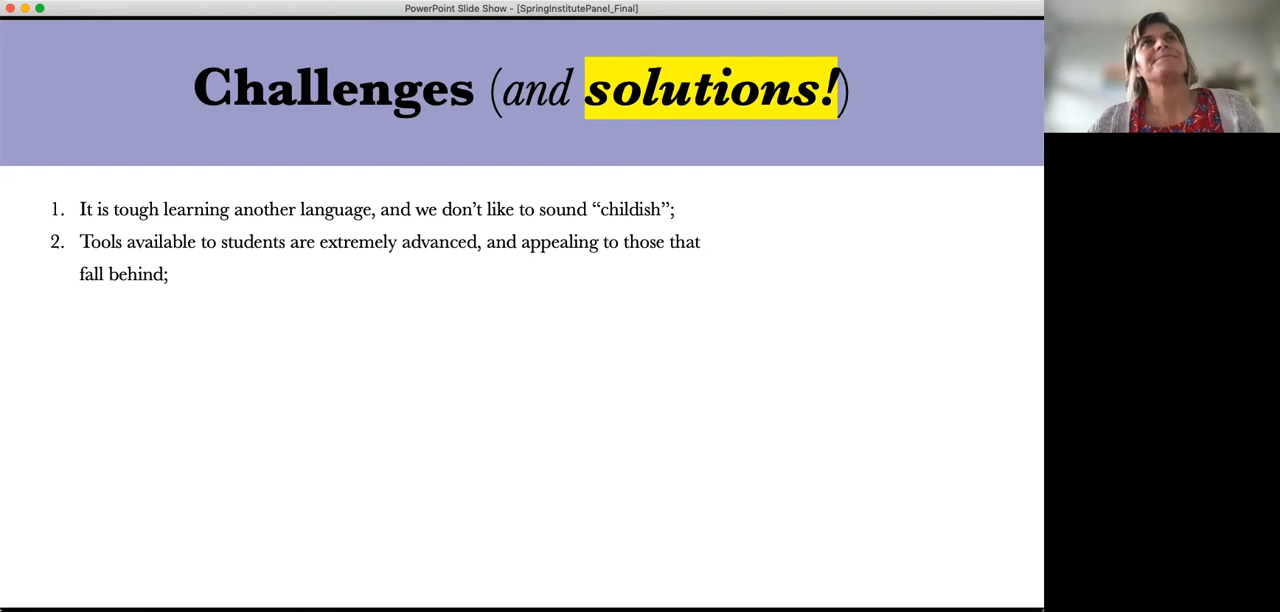 PowerPoint Slide Show - [SpringInstitutePanel_Final]
Challenges (and solutions!)
1. It is tough learning another language, and we don’t like to sound “childish”;
2. Tools available to students are extremely advanced, and appealing to those that
fall behind;